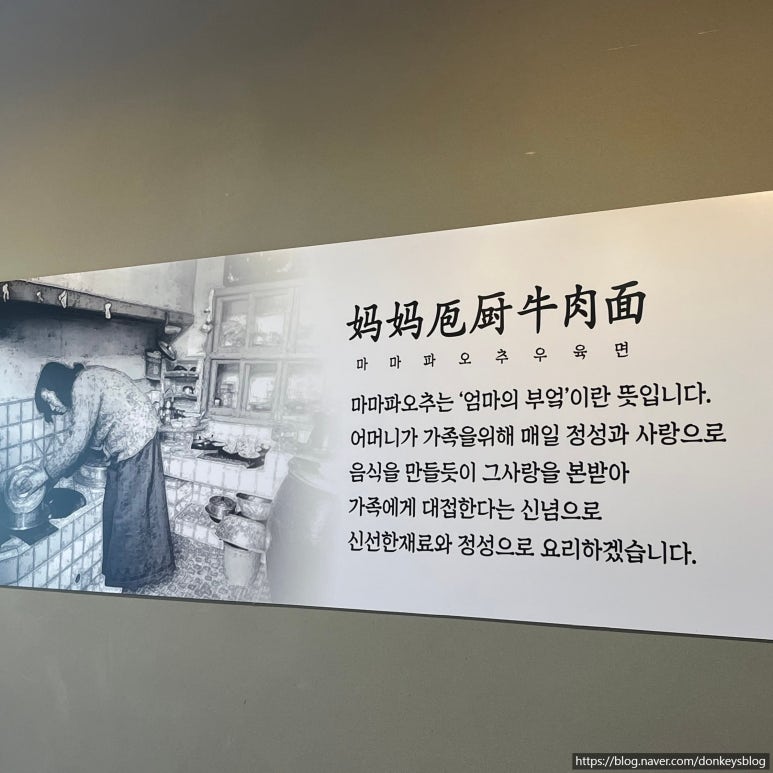 妈妈厄厨牛肉面
마마파오추우육면
마마파오추는 '엄마의 부엌'이란 뜻입니다.
어머니가 가족을위해 매일 정성과 사랑으로
음식을 만들듯이 그사랑을 본받아
가족에게 대접한다는 신념으로
신선한재료와 정성으로 요리하겠습니다.
https://blog.naver.com/donkeysblog